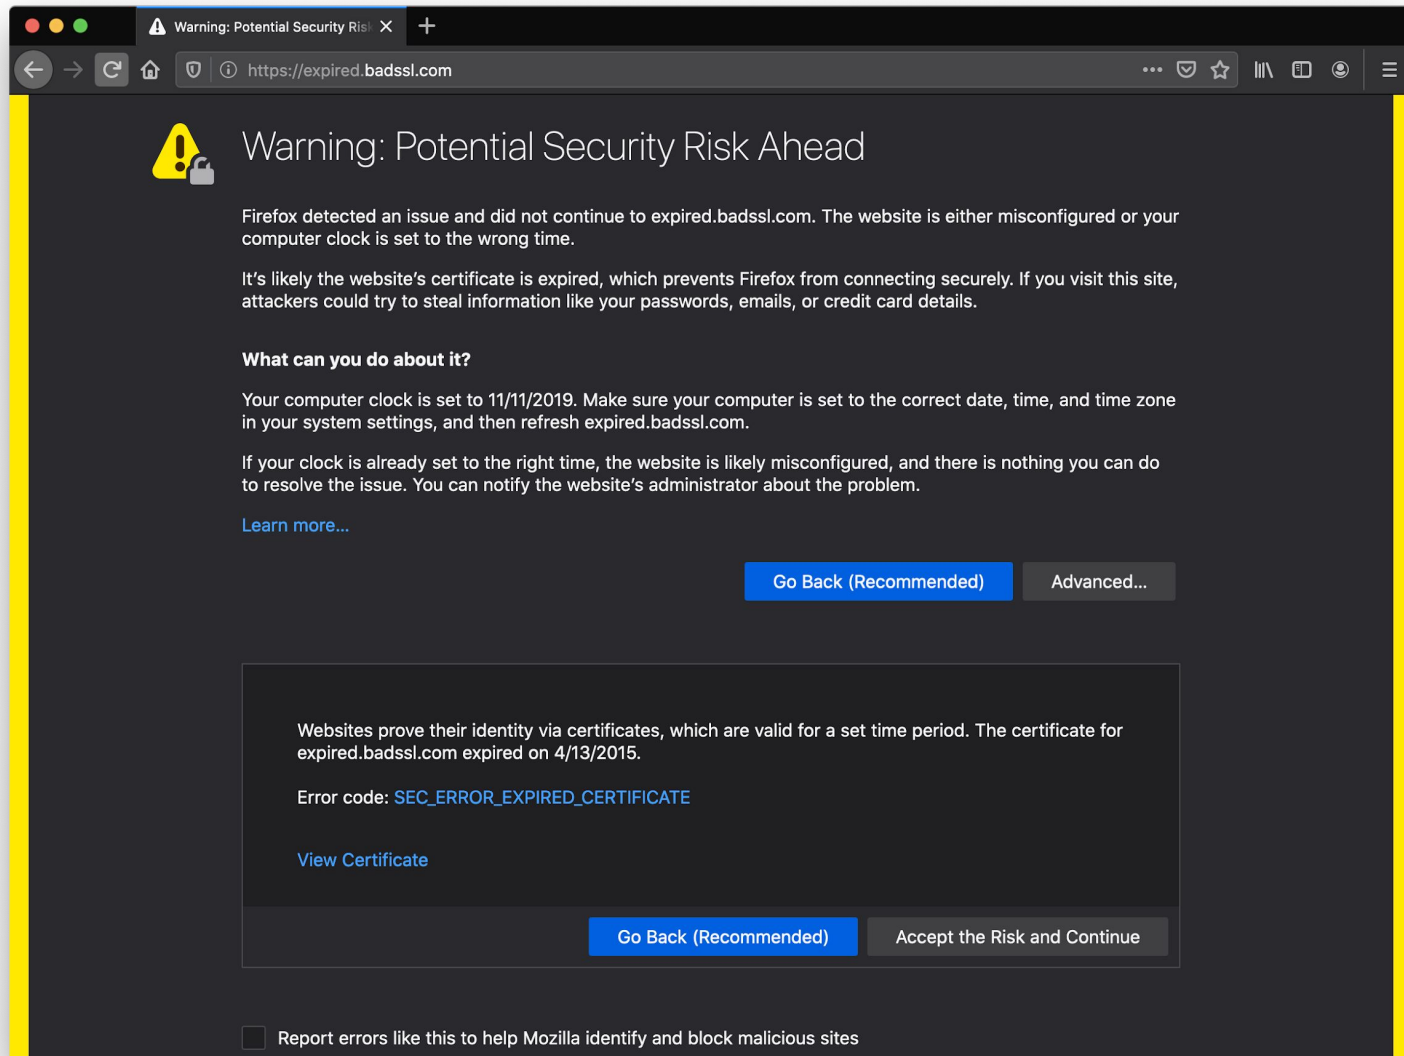 Warning: Potential Security Ris
https://expired.badssl.com
Warning: Potential Security Risk Ahead
Firefox detected an issue and did not continue to expired.badssl.com. The website is either misconfigured or your
computer clock is set to the wrong time.
It’s likely the website’s certificate is expired, which prevents Firefox from connecting securely. If you visit this site,
attackers could try to steal information like your passwords, emails, or credit card details.
What can you do about it?
Your computer clock is set to 11/11/2019. Make sure your computer is set to the correct date, time, and time zone
in your system settings, and then refresh expired.badssl.com.
If your clock is already set to the right time, the website is likely misconfigured, and there is nothing you can do
to resolve the issue. You can notify the website’s administrator about the problem.
Learn more...
Go Back (Recommended)
Advanced...
Websites prove their identity via certificates, which are valid for a set time period. The certificate for
expired.badssl.com expired on 4/13/2015.
Error code: SEC_ERROR_EXPIRED_CERTIFICATE
View Certificate
Go Back (Recommended)
Accept the Risk and Continue
Report errors like this to help Mozilla identify and block malicious sites